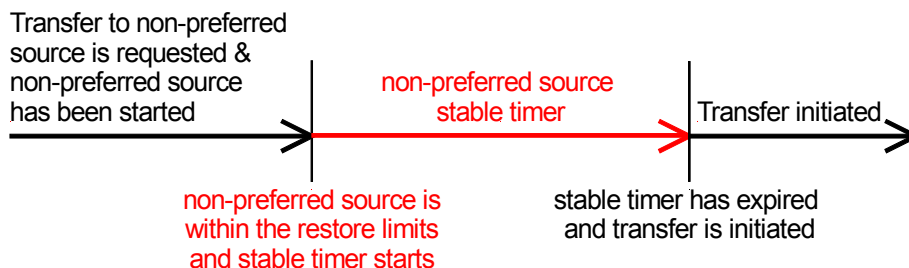 Transfer to non-preferred
source is requested &
non-preferred source
has been started
non-preferred source
stable timer
Transfer initiated
non-preferred source is
within the restore limits
and stable timer starts
stable timer has expired
and transfer is initiated